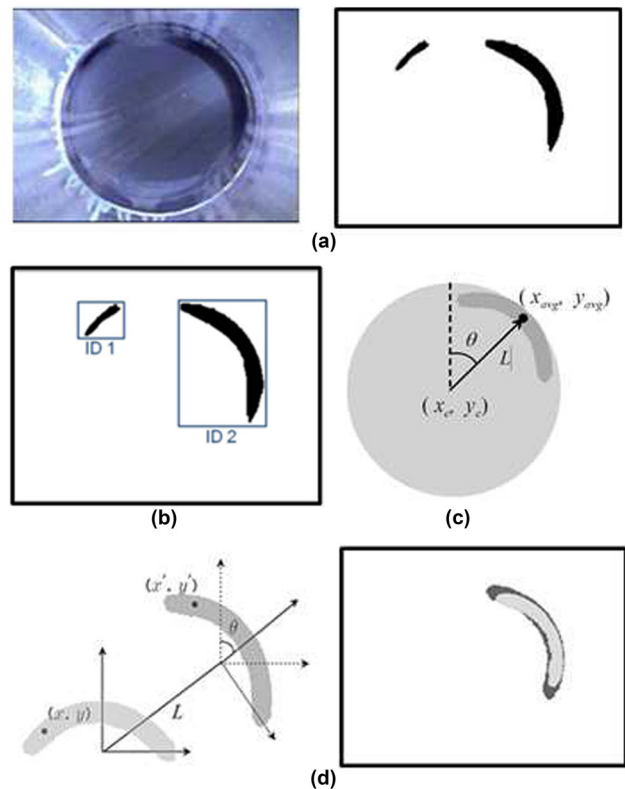 (a)
ID 1
ID 2
(b)
(x_avg, y_avg)
θ
L
(x_c, y_c)
(c)
(x', y')
θ
(x, y)
L
(d)